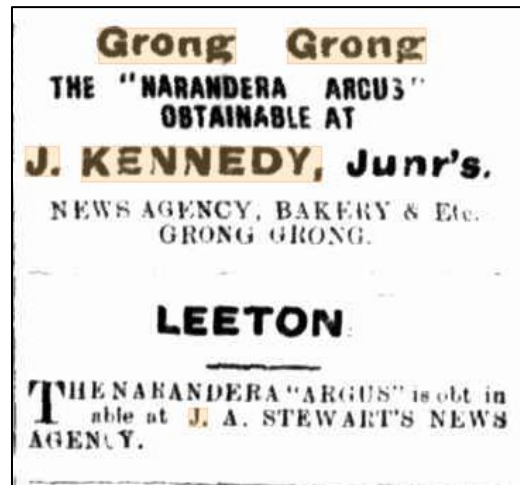 Grong Grong
THE "NARANDERA ARGUS"
OBTAINABLE AT
J. KENNEDY, Junr's.
NEWS AGENCY, BAKERY & Etc.
GRONG GRONG.
LEETON
THE NARANDERA "ARGUS" is obt in
able at J. A. STEWART'S NEWS
AGENCY.